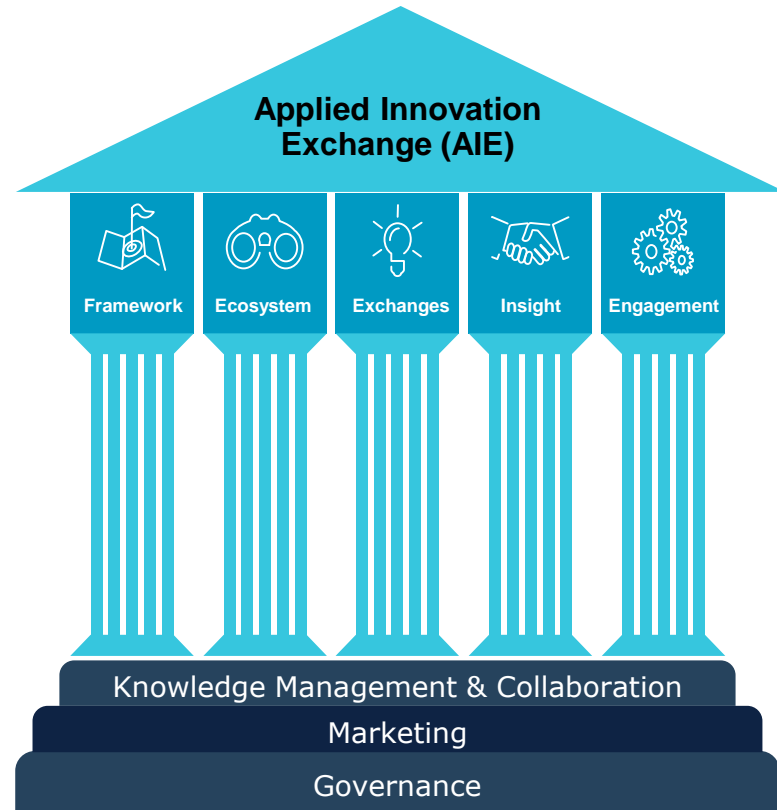 Applied Innovation
Exchange (AIE)
Framework
Ecosystem
Exchanges
Insight
Engagement
Knowledge Management & Collaboration
Marketing
Governance